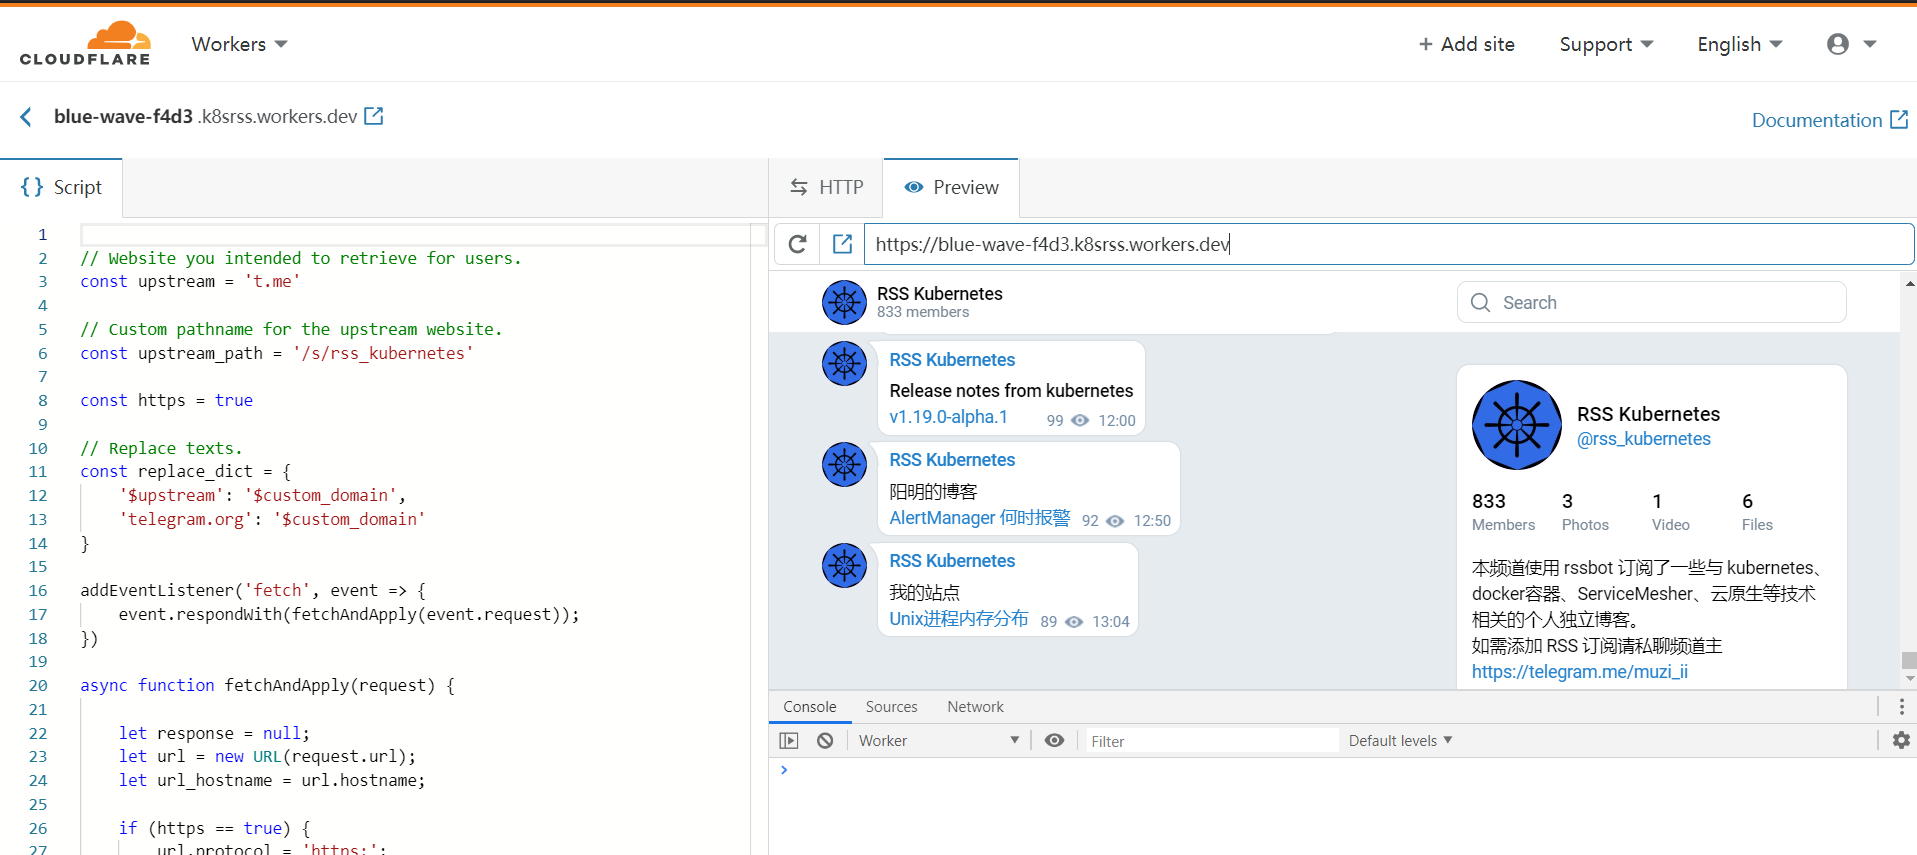 CLOUDFLARE
Workers
+ Add site
Support
English
blue-wave-f4d3 .k8srss.workers.dev
Documentation
{} Script
HTTP
Preview
https://blue-wave-f4d3.k8srss.workers.dev
1
2 // Website you intended to retrieve for users.
3 const upstream = 't.me'
4
5 // Custom pathname for the upstream website.
6 const upstream_path = '/s/rss_kubernetes'
7
8 const https = true
9
10 // Replace texts.
11 const replace_dict = {
12 '$upstream': '$custom_domain',
13 'telegram.org': '$custom_domain'
14 }
15
16 addEventListener('fetch', event => {
17 event.respondWith(fetchAndApply(event.request));
18 })
19
20 async function fetchAndApply(request) {
21
22 let response = null;
23 let url = new URL(request.url);
24 let url_hostname = url.hostname;
25
26 if (https == true) {
27 url.protocol = 'https:';
RSS Kubernetes
833 members
Search
RSS Kubernetes
Release notes from kubernetes
v1.19.0-alpha.1 99 12:00
RSS Kubernetes
阳明的博客
AlertManager 何时报警 92 12:50
RSS Kubernetes
我的站点
Unix进程内存分布 89 13:04
RSS Kubernetes
@rss_kubernetes
833 3 1 6
Members Photos Video Files
本频道使用 rssbot 订阅了一些与 kubernetes、
docker容器、ServiceMesher、云原生等技术
相关的个人独立博客。
如需添加 RSS 订阅请私聊频道主
https://telegram.me/muzi_ii
Console Sources Network
Worker
Filter
Default levels